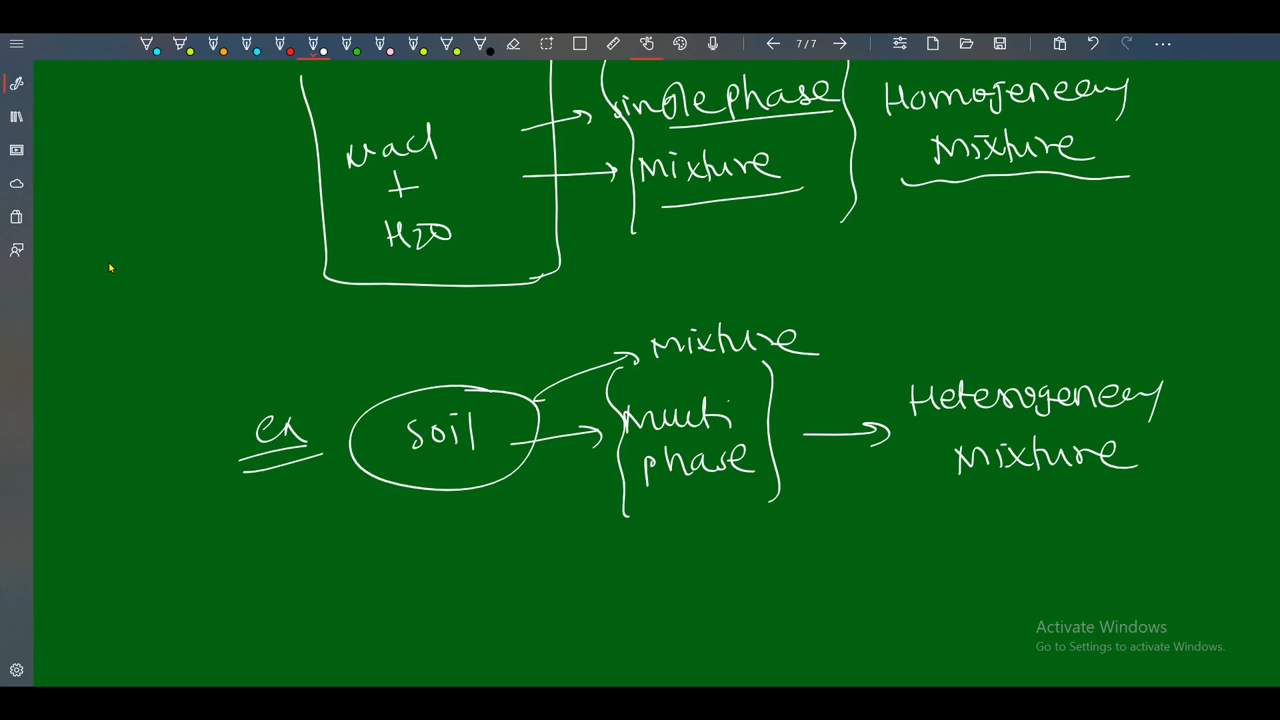 7/7
single phase
Homogeneous
Mixture
Nacl
+
H2O
Mixture
Mixture
ex
Soil
Multi
phase
Heterogeneous
Mixture
Activate Windows
Go to Settings to activate Windows.